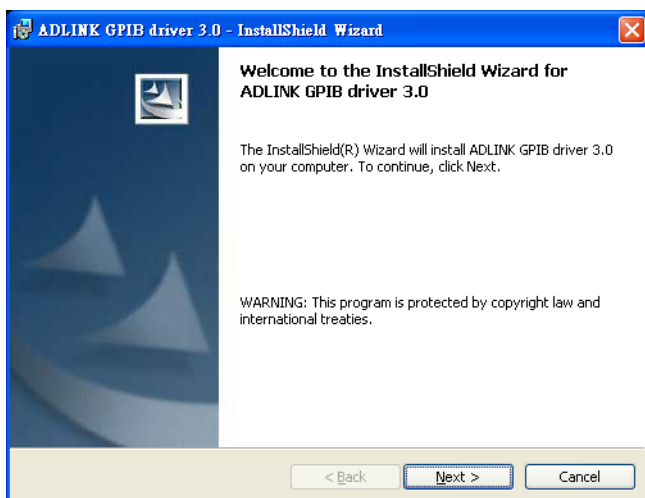 ADLINK GPIB driver 3.0 - InstallShield Wizard
Welcome to the InstallShield Wizard for
ADLINK GPIB driver 3.0
The InstallShield(R) Wizard will install ADLINK GPIB driver 3.0
on your computer. To continue, click Next.
WARNING: This program is protected by copyright law and
international treaties.
< Back
Next >
Cancel